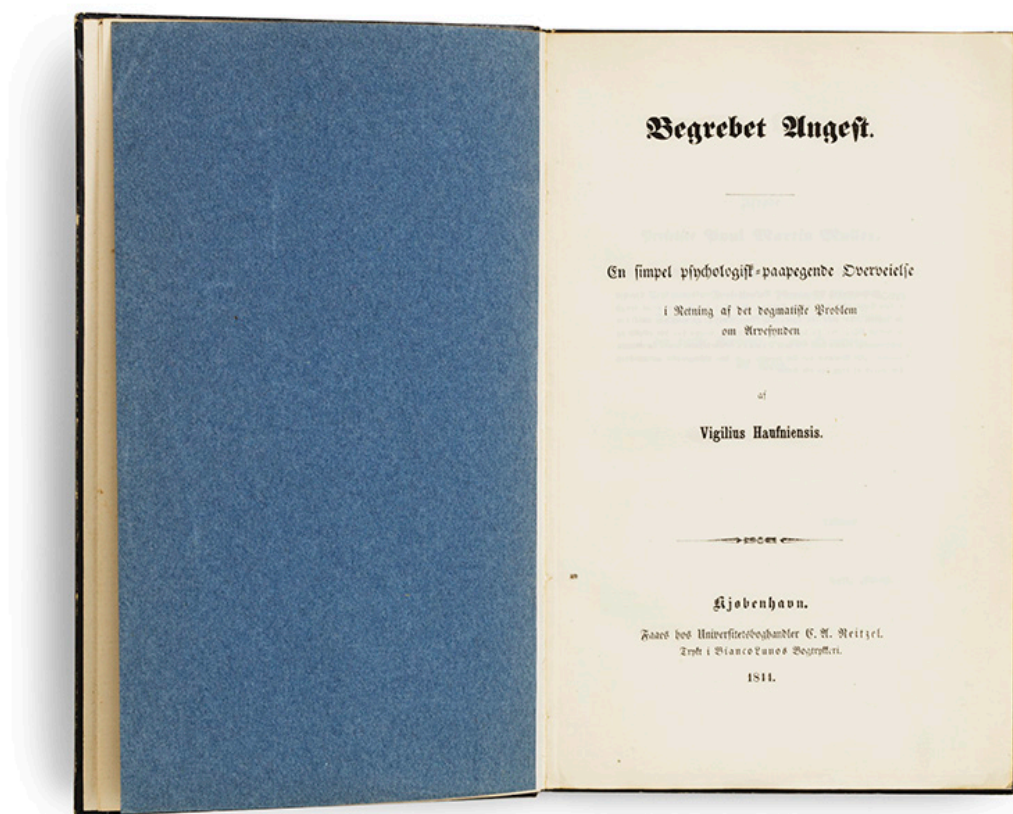 Begrebet Angest.
En simpel psychologisk-paapegende Overveielse
i Retning af det dogmatiske Problem
om Arvesynden
af
Vigilius Haufniensis.
Kjøbenhavn.
Faaes hos Universitetsboghandler C. A. Reitzel.
Trykt i Bianco Lunos Bogtrykkeri.
1844.